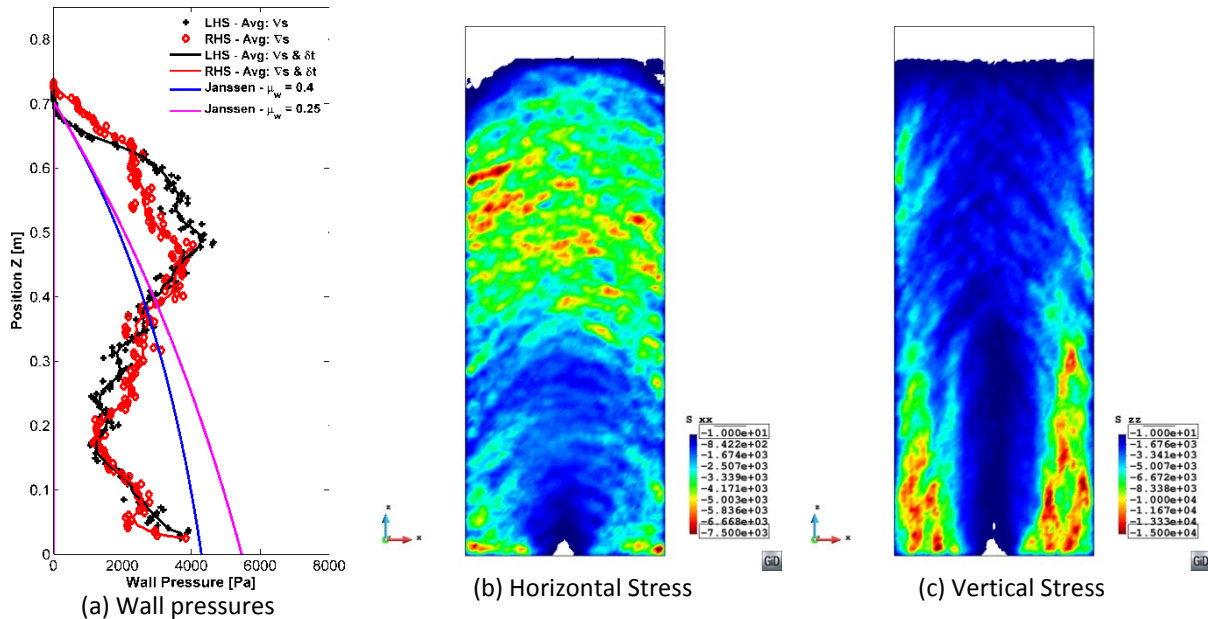 LHS - Avg: ∇s
RHS - Avg: ∇s
LHS - Avg: ∇s & δt
RHS - Avg: ∇s & δt
Janssen - μw = 0.4
Janssen - μw = 0.25
Position Z [m]
0.8
0.7
0.6
0.5
0.4
0.3
0.2
0.1
0
0 2000 4000 6000 8000
Wall Pressure [Pa]
(a) Wall pressures
S xx
-1.000e+01
-8.422e+02
-1.674e+03
-2.507e+03
-3.339e+03
-4.171e+03
-5.003e+03
-5.836e+03
-6.668e+03
-7.500e+03
z
x
GiD
(b) Horizontal Stress
S zz
-1.000e+01
-1.676e+03
-3.341e+03
-5.007e+03
-6.672e+03
-8.338e+03
-1.000e+04
-1.167e+04
-1.333e+04
-1.500e+04
z
x
GiD
(c) Vertical Stress